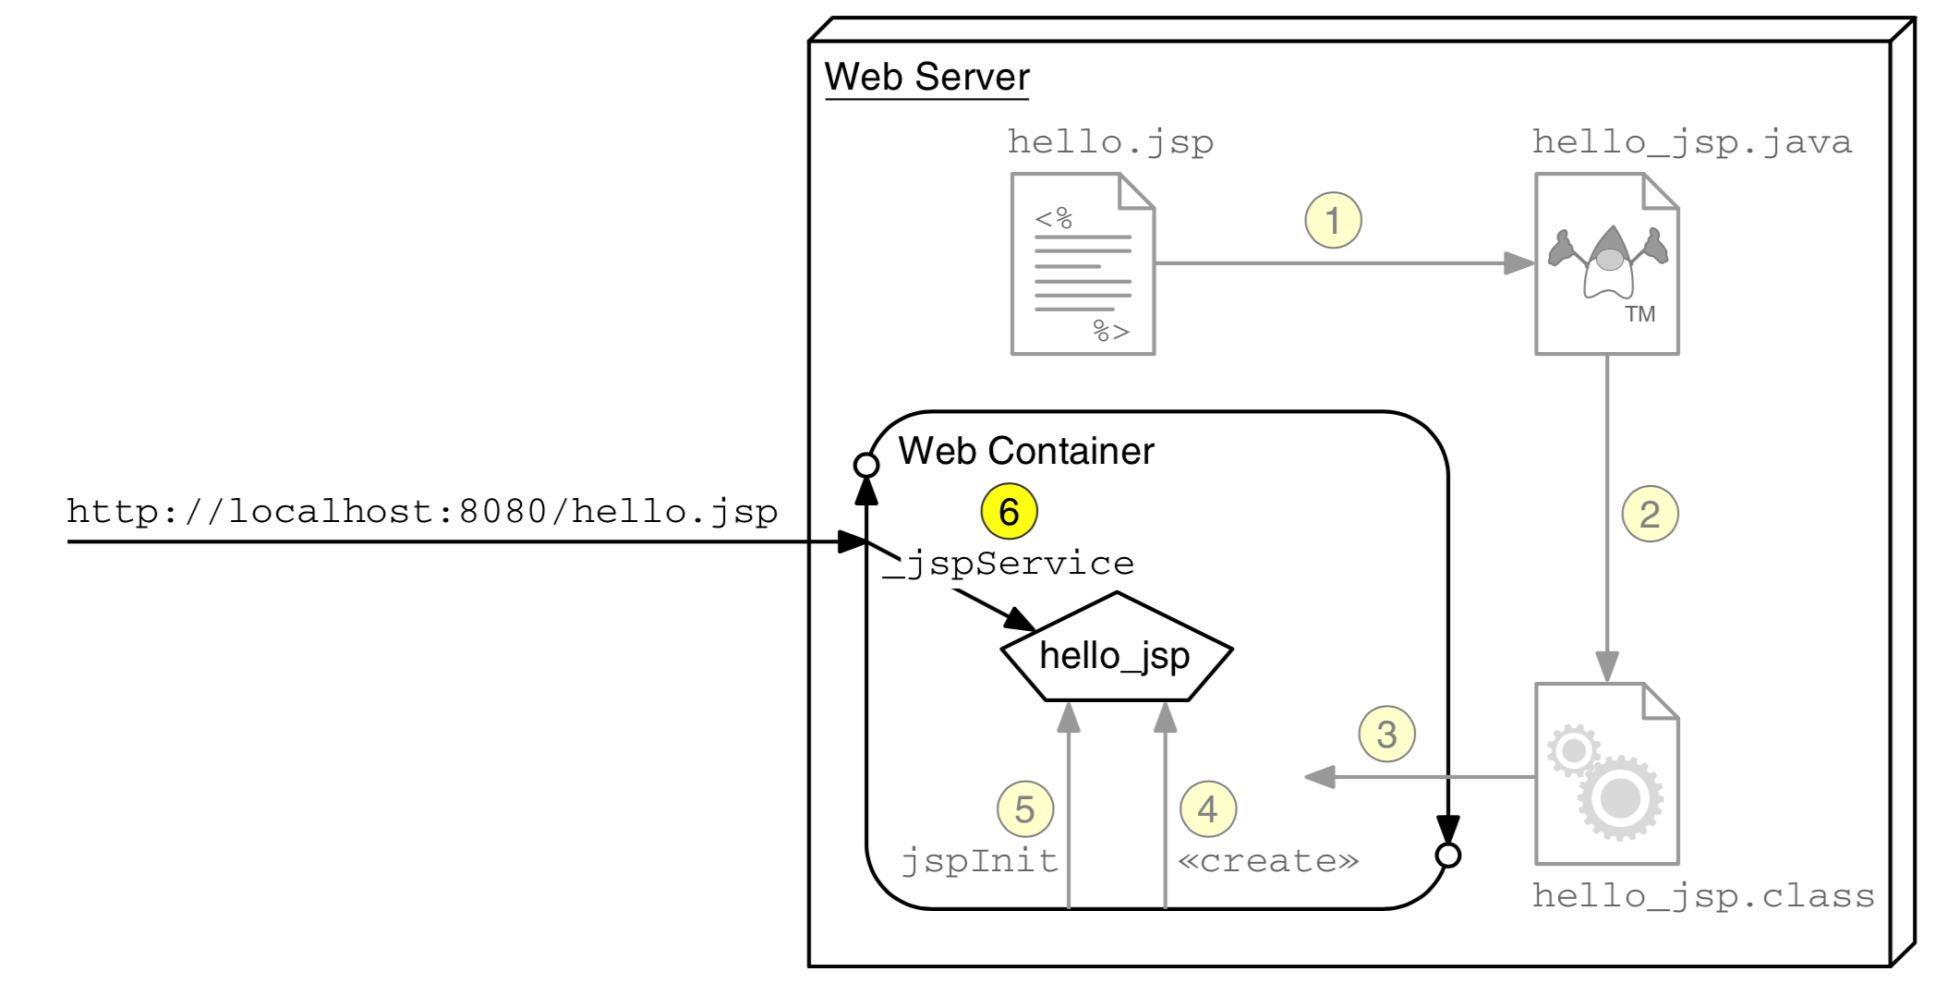 Web Server
hello.jsp
hello_jsp.java
<%
1
TM
%>
Web Container
http://localhost:8080/hello.jsp
6
2
_jspService
hello_jsp
3
5
4
jspInit
«create»
hello_jsp.class